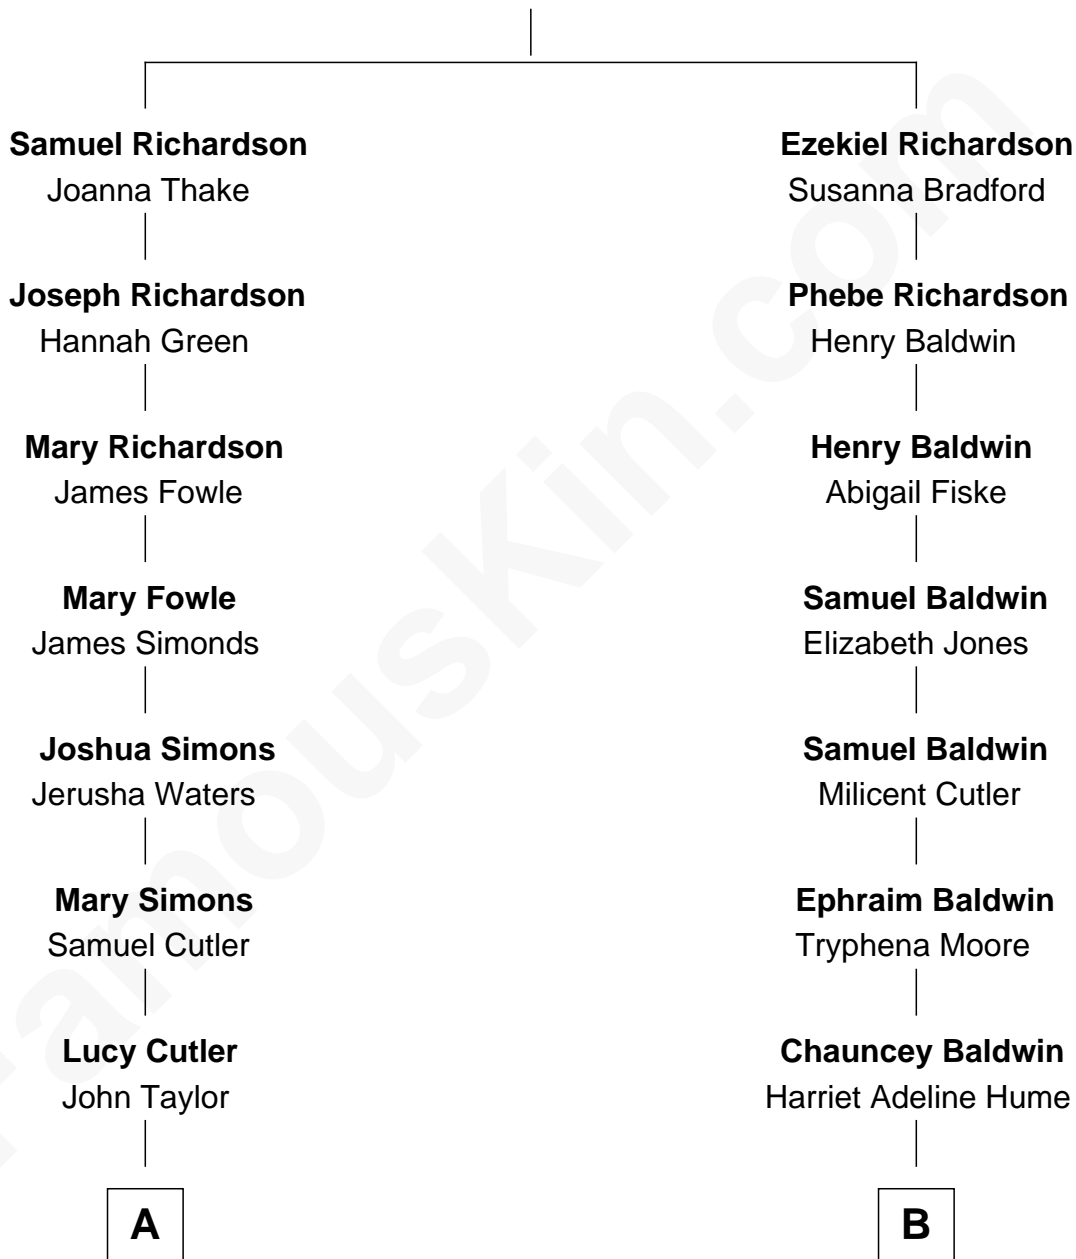 Samuel Richardson
Joanna Thake
Joseph Richardson
Hannah Green
Mary Richardson
James Fowle
Mary Fowle
James Simonds
Joshua Simons
Jerusha Waters
Mary Simons
Samuel Cutler
Lucy Cutler
John Taylor
A
Ezekiel Richardson
Susanna Bradford
Phebe Richardson
Henry Baldwin
Henry Baldwin
Abigail Fiske
Samuel Baldwin
Elizabeth Jones
Samuel Baldwin
Milicent Cutler
Ephraim Baldwin
Tryphena Moore
Chauncey Baldwin
Harriet Adeline Hume
B
FamousKin.com